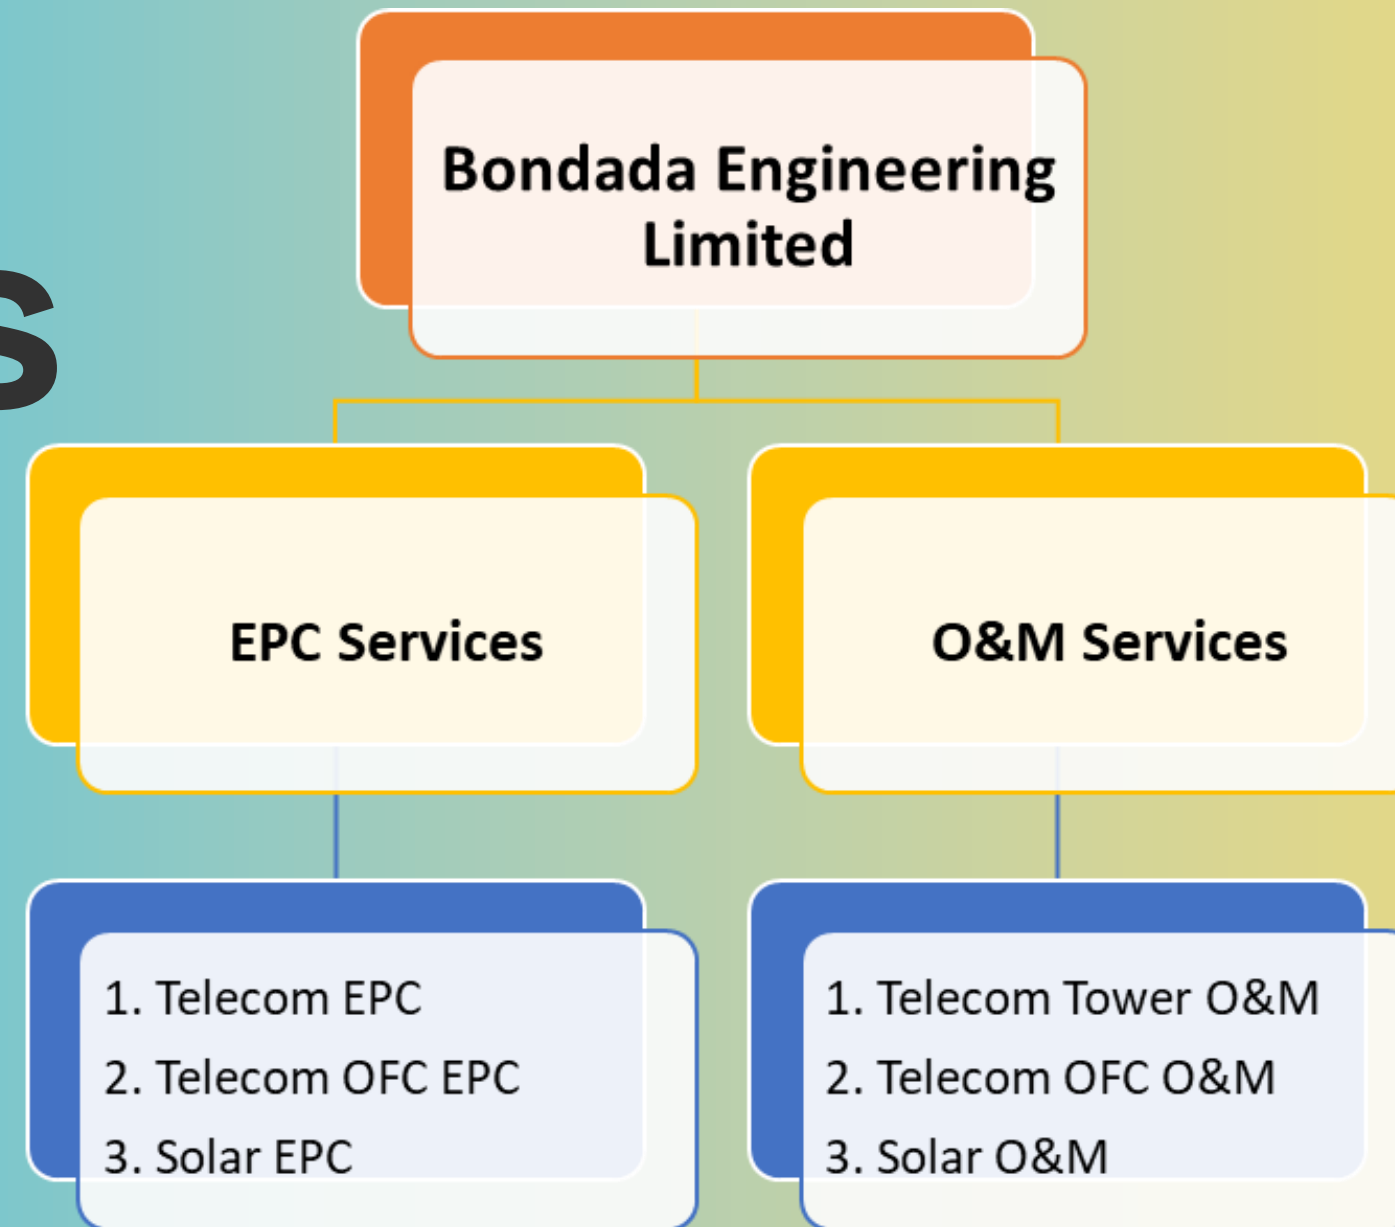 Bondada Engineering
Limited
EPC Services
O&M Services
1. Telecom EPC
2. Telecom OFC EPC
3. Solar EPC
1. Telecom Tower O&M
2. Telecom OFC O&M
3. Solar O&M